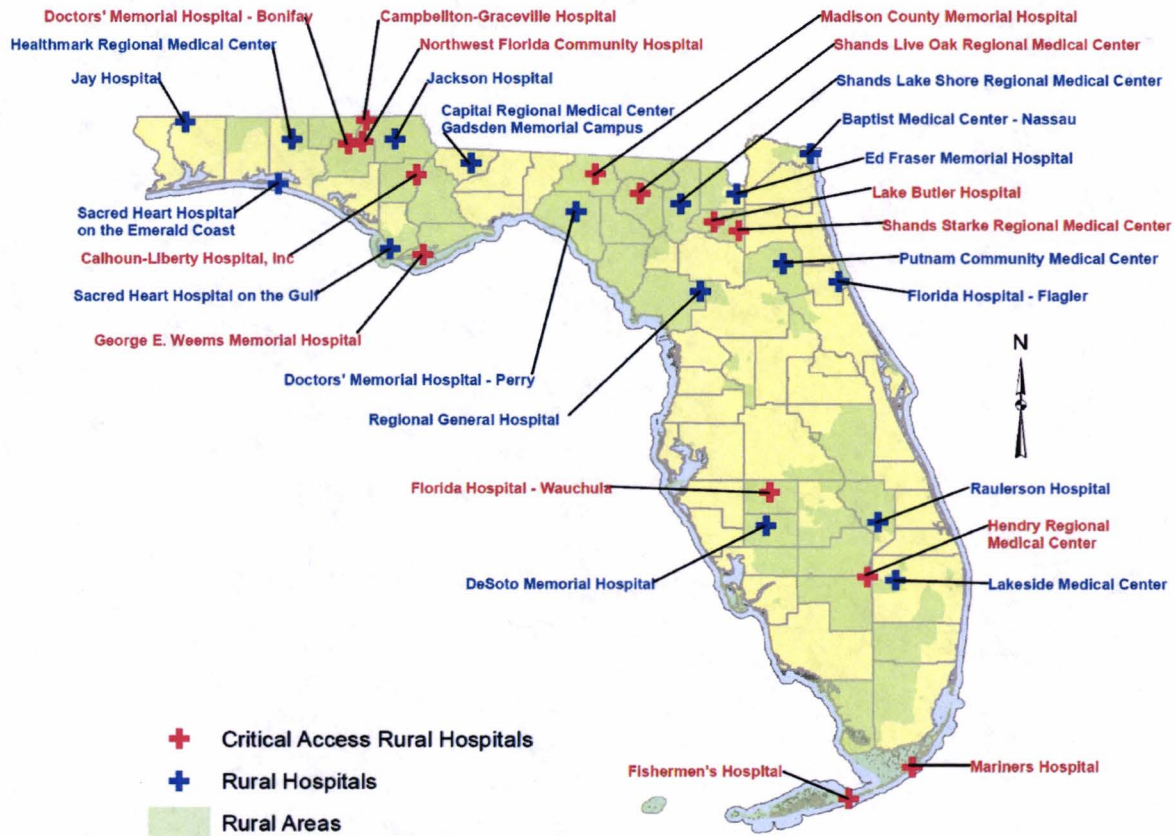 Doctors' Memorial Hospital - Bonifay
Campbellton-Graceville Hospital
Madison County Memorial Hospital
Healthmark Regional Medical Center
Northwest Florida Community Hospital
Shands Live Oak Regional Medical Center
Jay Hospital
Jackson Hospital
Shands Lake Shore Regional Medical Center
Capital Regional Medical Center
Gadsden Memorial Campus
Baptist Medical Center - Nassau
Ed Fraser Memorial Hospital
Lake Butler Hospital
Sacred Heart Hospital
on the Emerald Coast
Shands Starke Regional Medical Center
Calhoun-Liberty Hospital, Inc
Putnam Community Medical Center
Sacred Heart Hospital on the Gulf
Florida Hospital - Flagler
George E. Weems Memorial Hospital
N
Doctors' Memorial Hospital - Perry
Regional General Hospital
Florida Hospital - Wauchula
Raulerson Hospital
Hendry Regional
Medical Center
DeSoto Memorial Hospital
Lakeside Medical Center
Critical Access Rural Hospitals
Rural Hospitals
Rural Areas
Fishermen's Hospital
Mariners Hospital